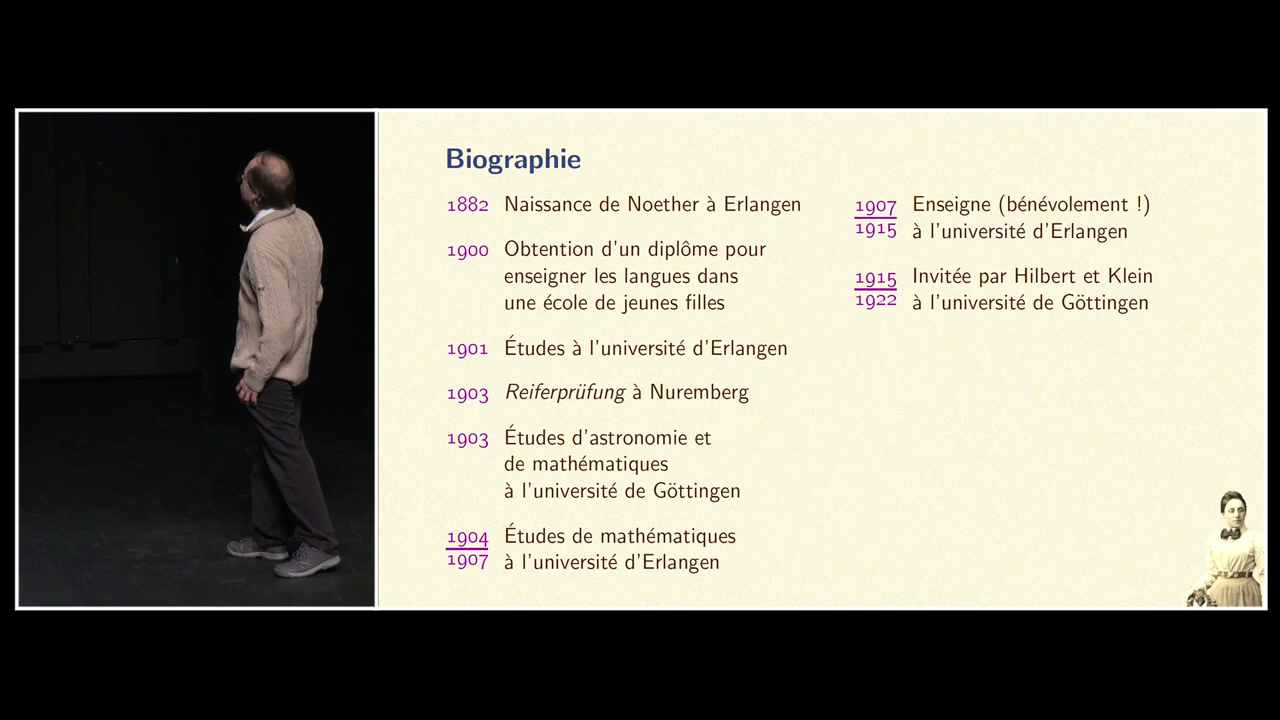 Biographie
1882 Naissance de Noether à Erlangen
1900 Obtention d'un diplôme pour
enseigner les langues dans
une école de jeunes filles
1901 Études à l'université d'Erlangen
1903 Reiferprüfung à Nuremberg
1903 Études d'astronomie et
de mathématiques
à l'université de Göttingen
1904 Études de mathématiques
1907 à l'université d'Erlangen
1907 Enseigne (bénévolement !)
1915 à l'université d'Erlangen
1915 Invitée par Hilbert et Klein
1922 à l'université de Göttingen